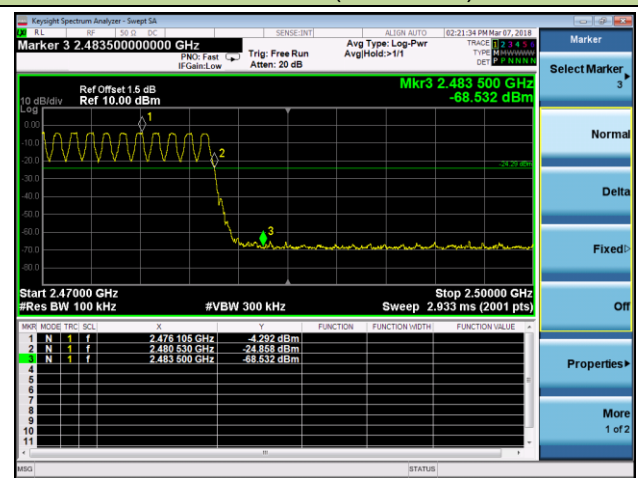 Keysight Spectrum Analyzer - Swept SA
RL RF 50 Ω DC SENSE:INT ALIGN AUTO 02:21:34 PM Mar 07, 2018
Marker 3 2.483500000000 GHz
PNO: Fast
IFGain:Low
Trig: Free Run
Atten: 20 dB
Avg Type: Log-Pwr
Avg|Hold:>1/1
TRACE 1 2 3 4 5 6
TYPE M MWWWWW
DET P P N N N N
Ref Offset 1.5 dB
10 dB/div Ref 10.00 dBm
Mkr3 2.483 500 GHz
-68.532 dBm
Log
0.00
-10.0
-20.0
-30.0
-40.0
-50.0
-60.0
-70.0
-80.0
1
2
3
-24.29 dBm
Start 2.47000 GHz Stop 2.50000 GHz
#Res BW 100 kHz #VBW 300 kHz Sweep 2.933 ms (2001 pts)
MKR MODE TRC SCL X Y FUNCTION FUNCTION WIDTH FUNCTION VALUE
1 N 1 f 2.476 105 GHz -4.292 dBm
2 N 1 f 2.480 530 GHz -24.858 dBm
3 N 1 f 2.483 500 GHz -68.532 dBm
4
5
6
7
8
9
10
11
MSG STATUS
Marker
Select Marker
3
Normal
Delta
Fixed
Off
Properties
More
1 of 2